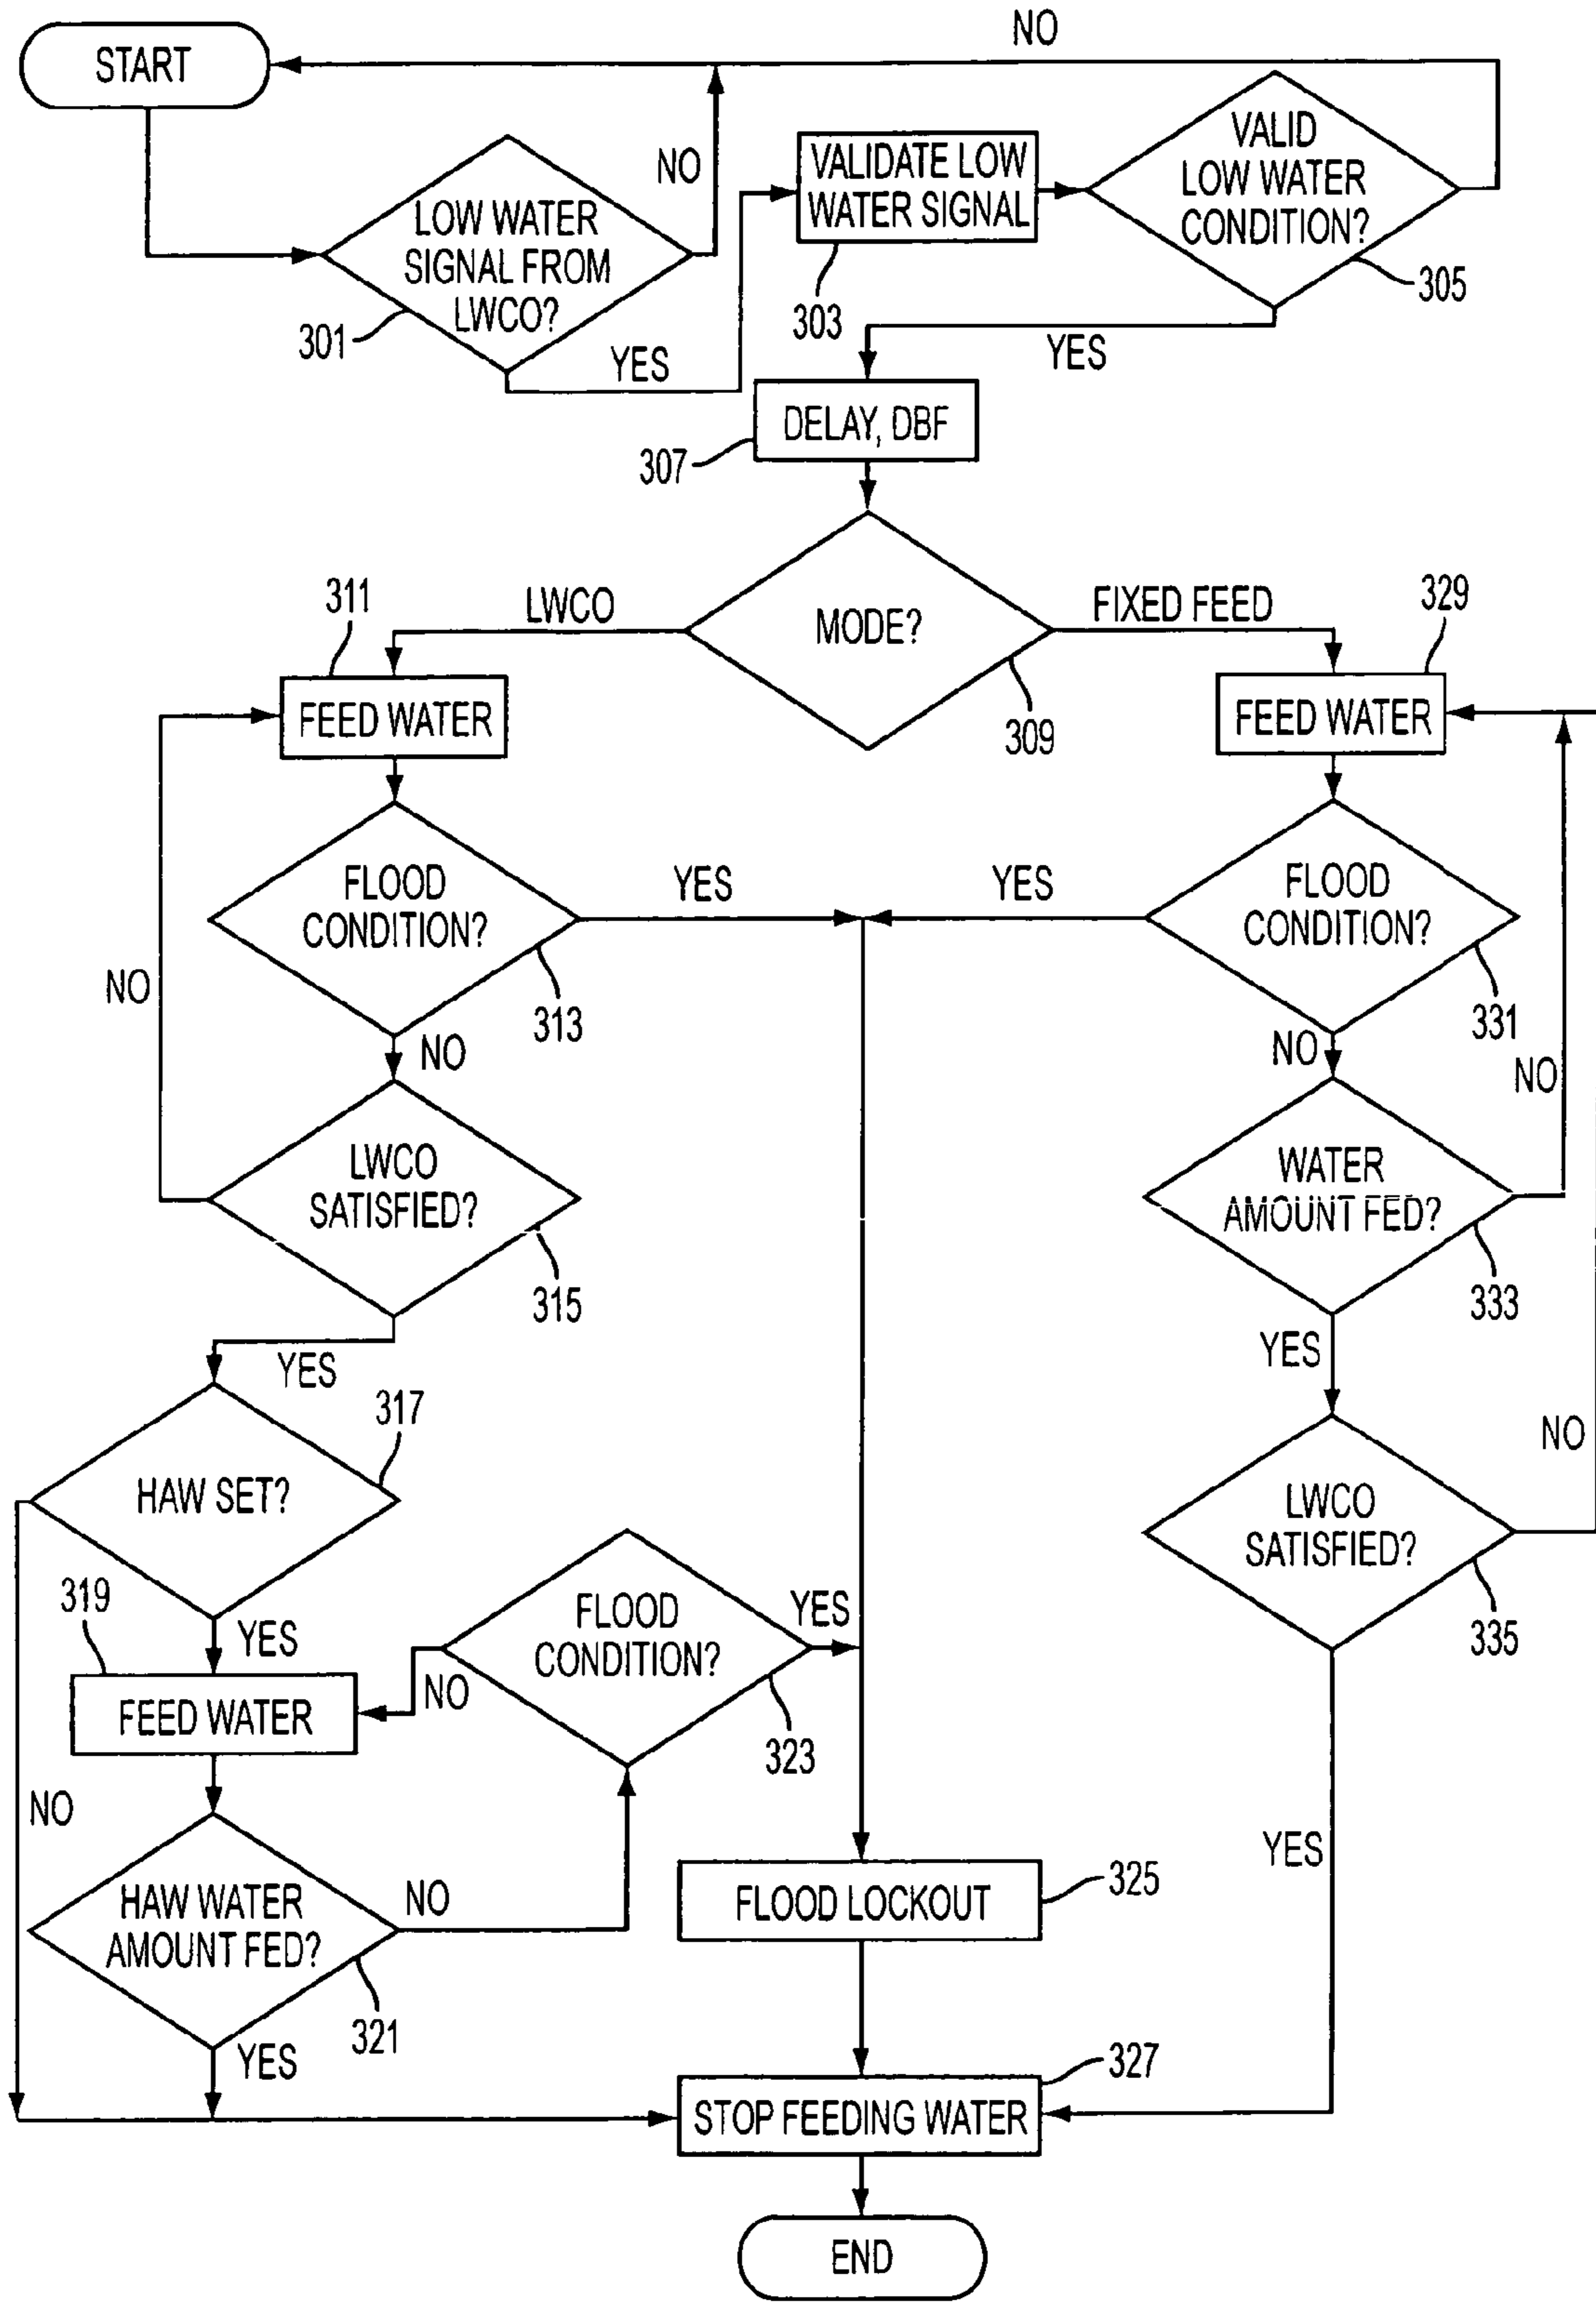 NO
START
LOW WATER
SIGNAL FROM
LWCO?
301
NO
YES
VALIDATE LOW
WATER SIGNAL
303
VALID
LOW WATER
CONDITION?
305
YES
DELAY, DBF
307
MODE?
309
LWCO
FIXED FEED
311
FEED WATER
329
FEED WATER
FLOOD
CONDITION?
313
YES
NO
YES
FLOOD
CONDITION?
331
NO
NO
LWCO
SATISFIED?
315
NO
WATER
AMOUNT FED?
333
YES
YES
HAW SET?
317
NO
LWCO
SATISFIED?
335
YES
319
FEED WATER
YES
NO
FLOOD
CONDITION?
323
YES
NO
HAW WATER
AMOUNT FED?
321
NO
YES
FLOOD LOCKOUT
325
STOP FEEDING WATER
327
END